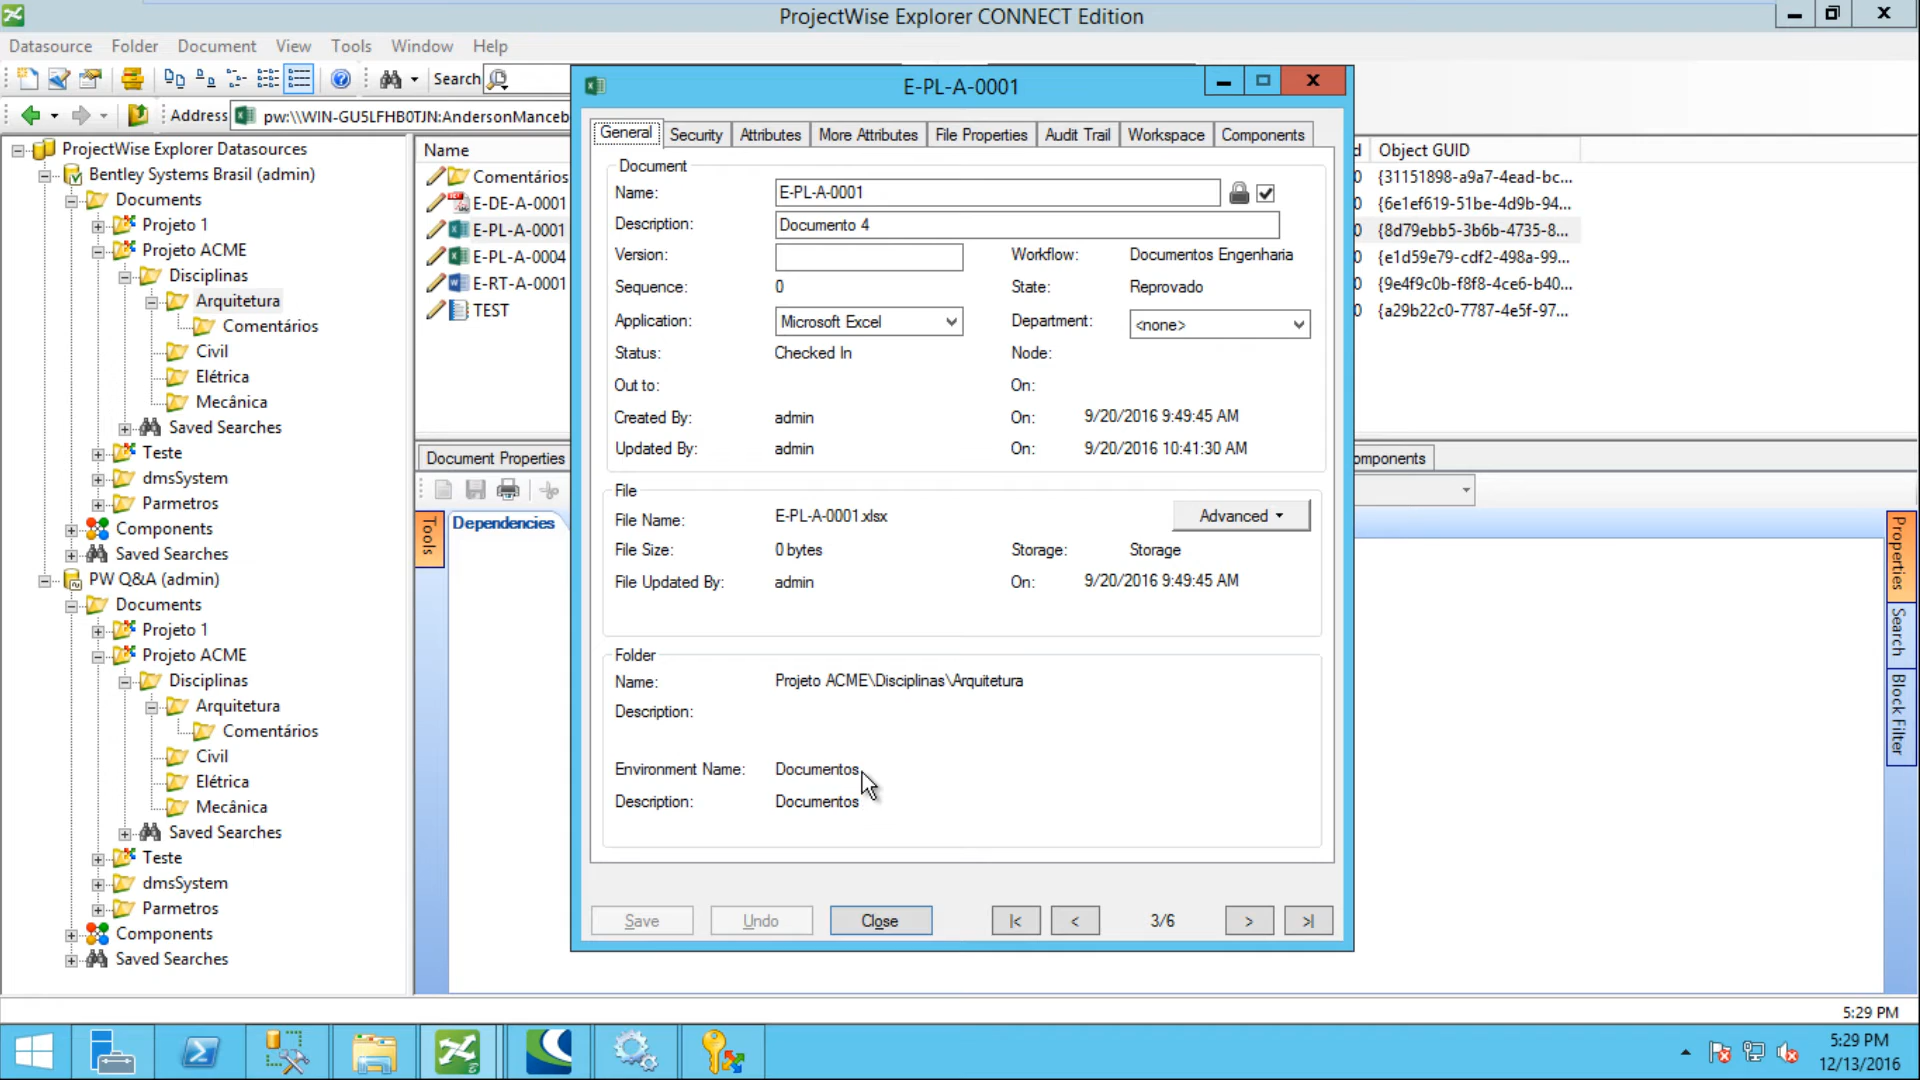 ProjectWise Explorer CONNECT Edition
Datasource Folder Document View Tools Window Help
Search
Address pw:\\WIN-GU5LFHB0TJN:AndersonManceb
ProjectWise Explorer Datasources
Bentley Systems Brasil (admin)
Documents
Projeto 1
Projeto ACME
Disciplinas
Arquitetura
Comentários
Civil
Elétrica
Mecânica
Saved Searches
Teste
dmsSystem
Parmetros
Components
Saved Searches
PW Q&A (admin)
Documents
Projeto 1
Projeto ACME
Disciplinas
Arquitetura
Comentários
Civil
Elétrica
Mecânica
Saved Searches
Teste
dmsSystem
Parmetros
Components
Saved Searches
Name
Comentários
E-DE-A-0001
E-PL-A-0001
E-PL-A-0004
E-RT-A-0001
TEST
Document Properties
Tools
Dependencies
E-PL-A-0001
General Security Attributes More Attributes File Properties Audit Trail Workspace Components
Document
Name: E-PL-A-0001
Description: Documento 4
Version: Workflow: Documentos Engenharia
Sequence: 0 State: Reprovado
Application: Microsoft Excel Department: <none>
Status: Checked In Node:
Out to: On:
Created By: admin On: 9/20/2016 9:49:45 AM
Updated By: admin On: 9/20/2016 10:41:30 AM
File
File Name: E-PL-A-0001.xlsx Advanced
File Size: 0 bytes Storage: Storage
File Updated By: admin On: 9/20/2016 9:49:45 AM
Folder
Name: Projeto ACME\Disciplinas\Arquitetura
Description:
Environment Name: Documentos
Description: Documentos
Save Undo Close |< < 3/6 > >|
d Object GUID
0 {31151898-a9a7-4ead-bc...
0 {6e1ef619-51be-4d9b-94...
0 {8d79ebb5-3b6b-4735-8...
0 {e1d59e79-cdf2-498a-99...
0 {9e4f9c0b-f8f8-4ce6-b40...
0 {a29b22c0-7787-4e5f-97...
omponents
Properties
Search
Block Filter
5:29 PM
5:29 PM
12/13/2016